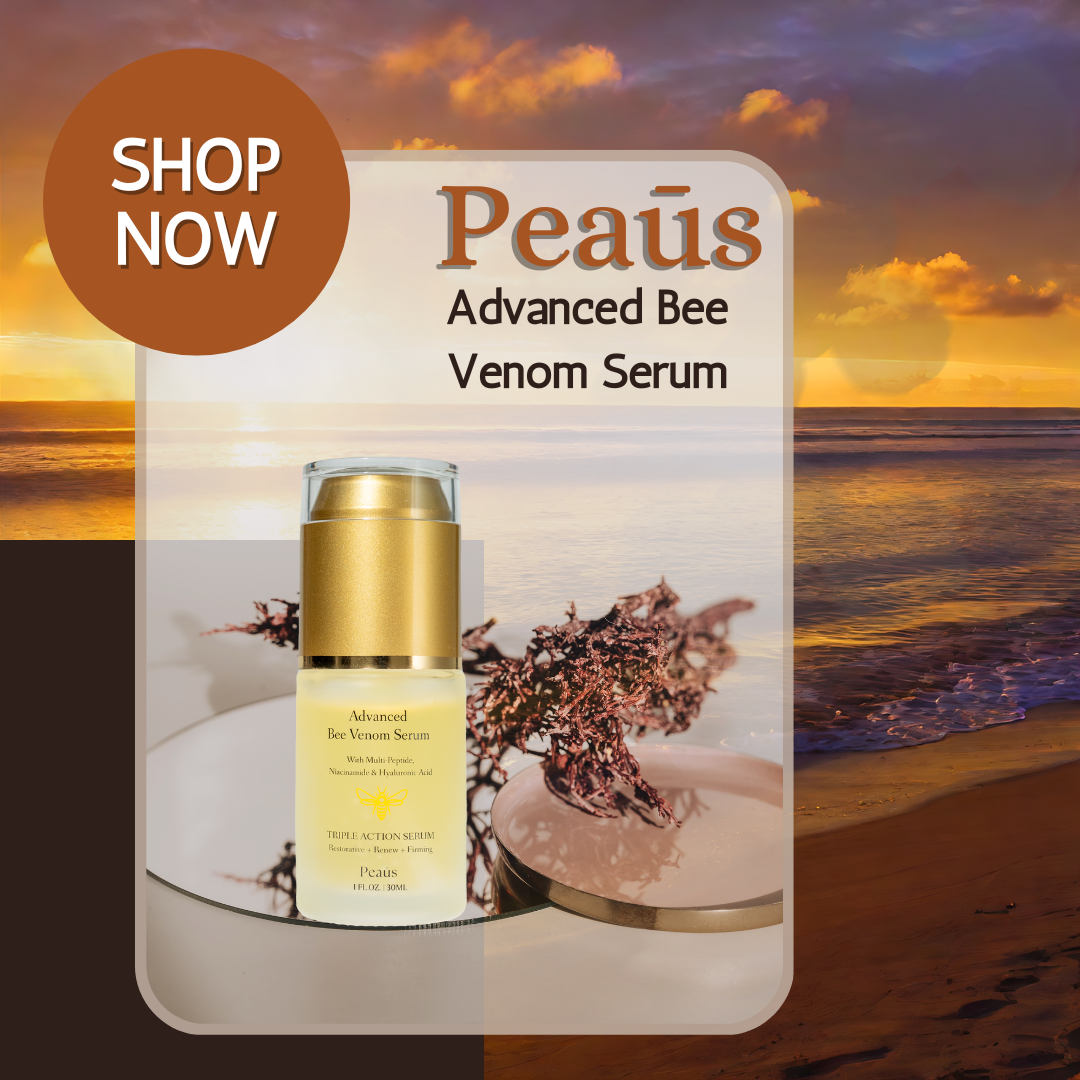 SHOP
NOW
Peaūs
Advanced Bee
Venom Serum
Advanced
Bee Venom Serum
With Multi-Peptide,
Niacinamide & Hyaluronic Acid
TRIPLE ACTION SERUM
Restorative + Renew + Firming
Peaūs
1 FL.OZ | 30ML